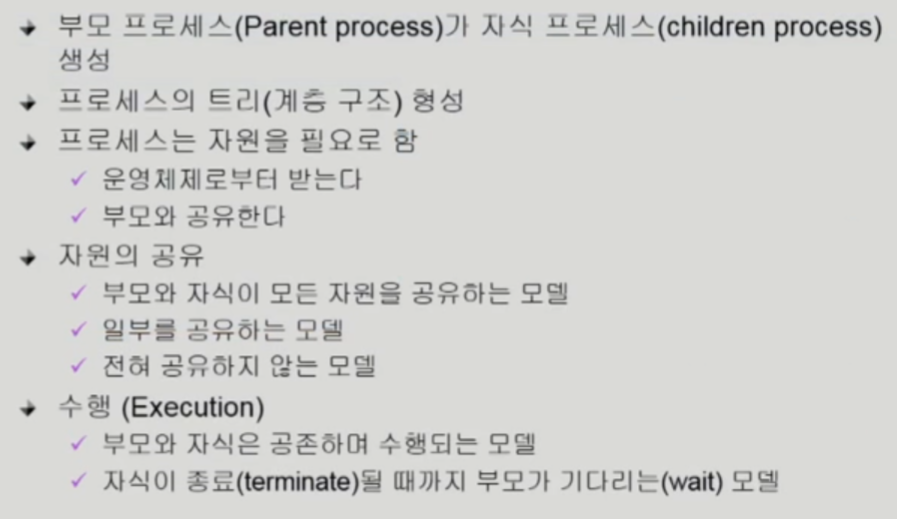 부모 프로세스(Parent process)가 자식 프로세스(children process)
생성
프로세스의 트리(계층 구조) 형성
프로세스는 자원을 필요로 함
운영체제로부터 받는다
부모와 공유한다
자원의 공유
부모와 자식이 모든 자원을 공유하는 모델
일부를 공유하는 모델
전혀 공유하지 않는 모델
수행 (Execution)
부모와 자식은 공존하며 수행되는 모델
자식이 종료(terminate)될 때까지 부모가 기다리는(wait) 모델